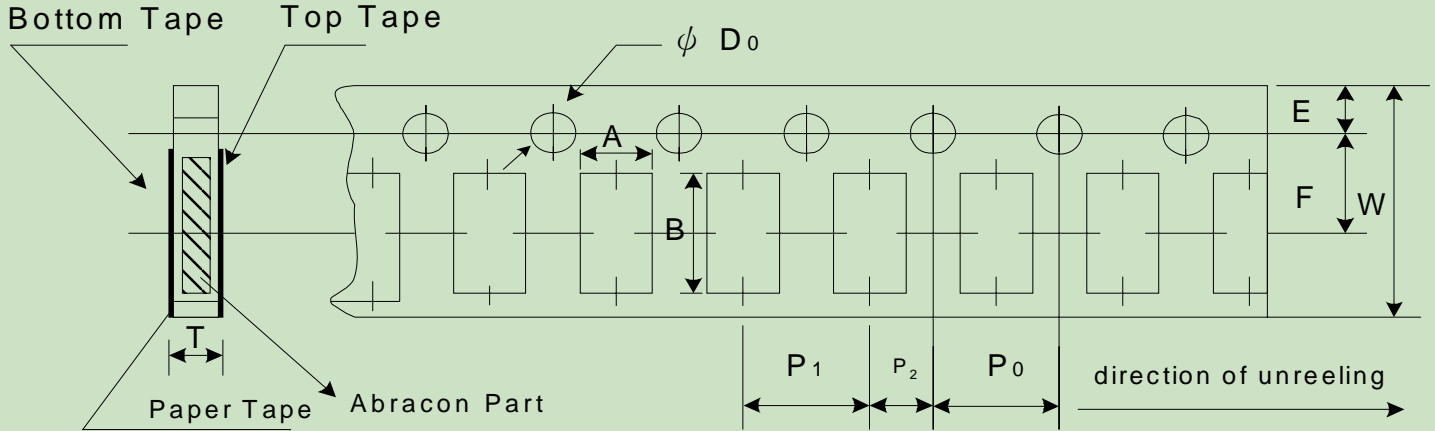 Bottom Tape
Top Tape
ϕ D₀
E
A
F
W
B
T
P₁
P₂
P₀
direction of unreeling
Paper Tape
Abracon Part